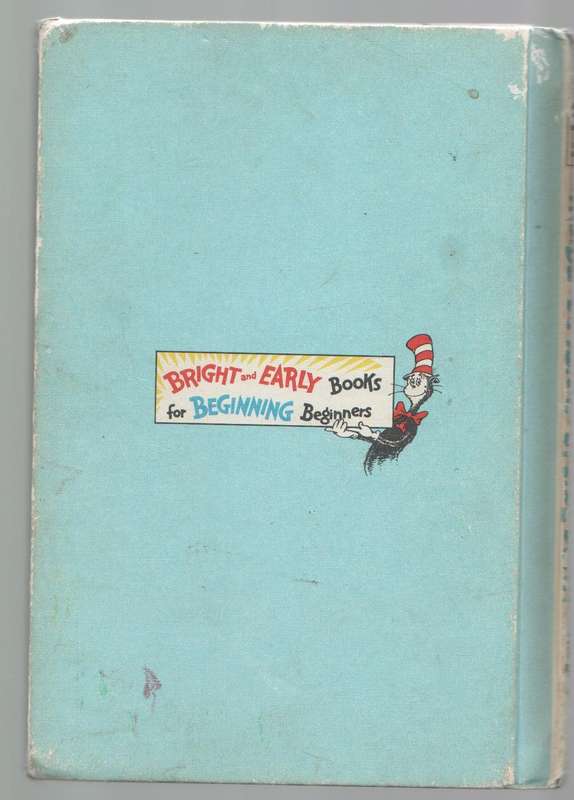 BRIGHT and EARLY BOOKS
for BEGINNING Beginners